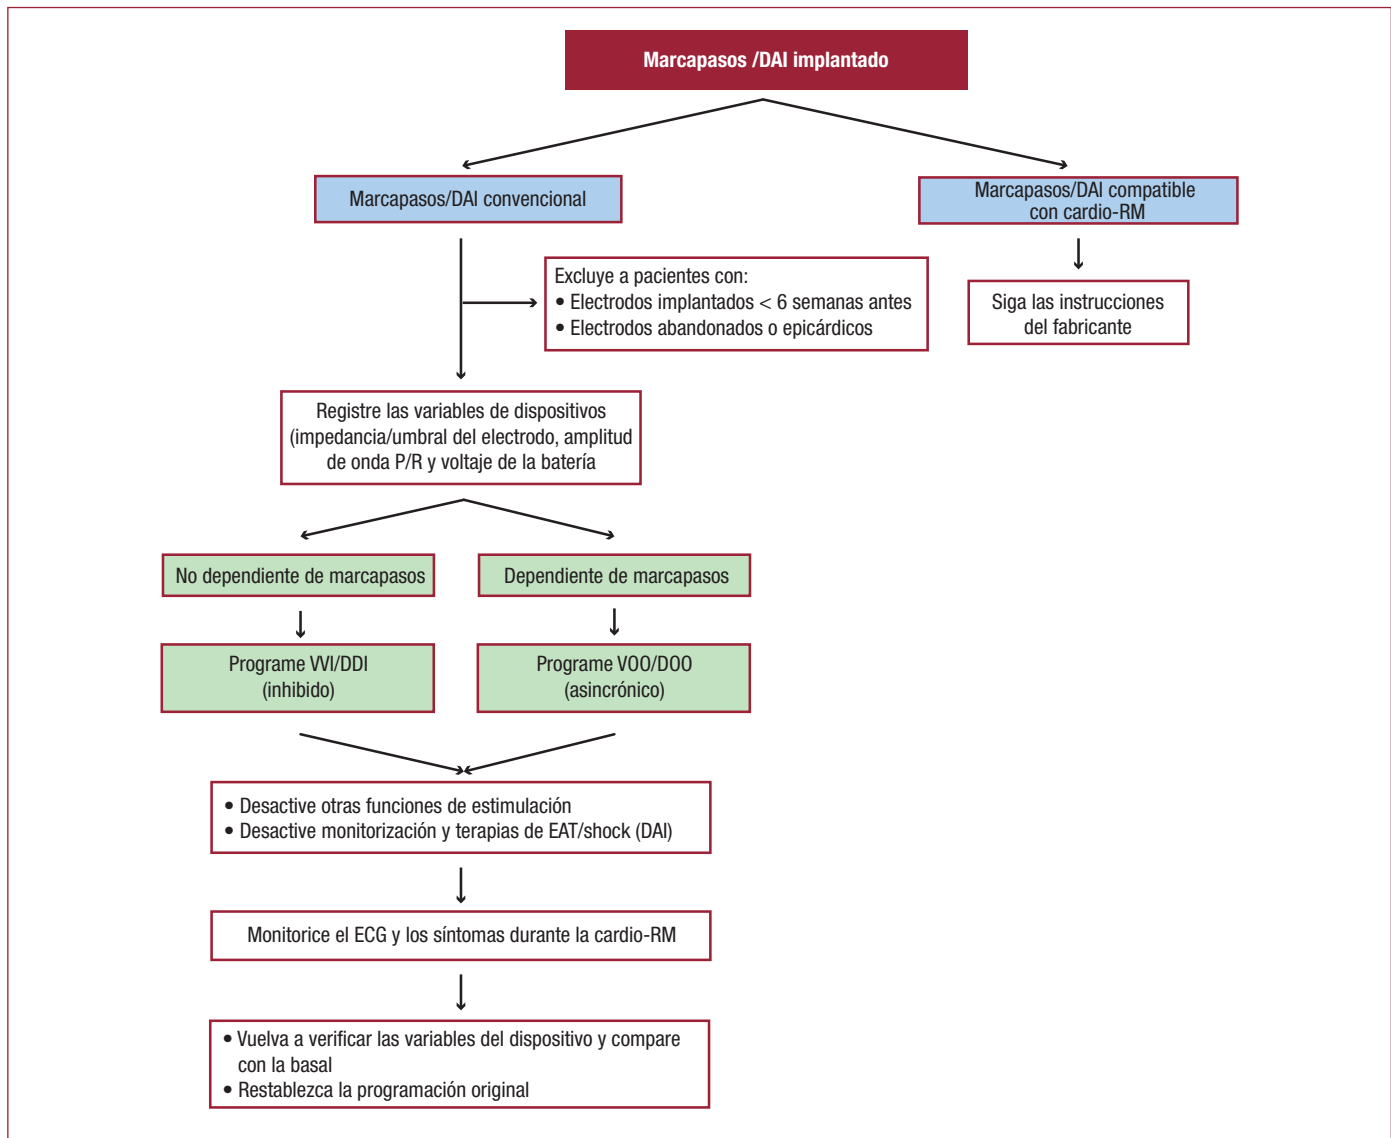 Marcapasos /DAI implantado
Marcapasos/DAI convencional
Marcapasos/DAI compatible
con cardio-RM
Excluye a pacientes con:
• Electrodos implantados < 6 semanas antes
• Electrodos abandonados o epicárdicos
Siga las instrucciones
del fabricante
Registre las variables de dispositivos
(impedancia/umbral del electrodo, amplitud
de onda P/R y voltaje de la batería
No dependiente de marcapasos
Dependiente de marcapasos
Programe VVI/DDI
(inhibido)
Programe VOO/DOO
(asincrónico)
• Desactive otras funciones de estimulación
• Desactive monitorización y terapias de EAT/shock (DAI)
Monitorice el ECG y los síntomas durante la cardio-RM
• Vuelva a verificar las variables del dispositivo y compare
con la basal
• Restablezca la programación original